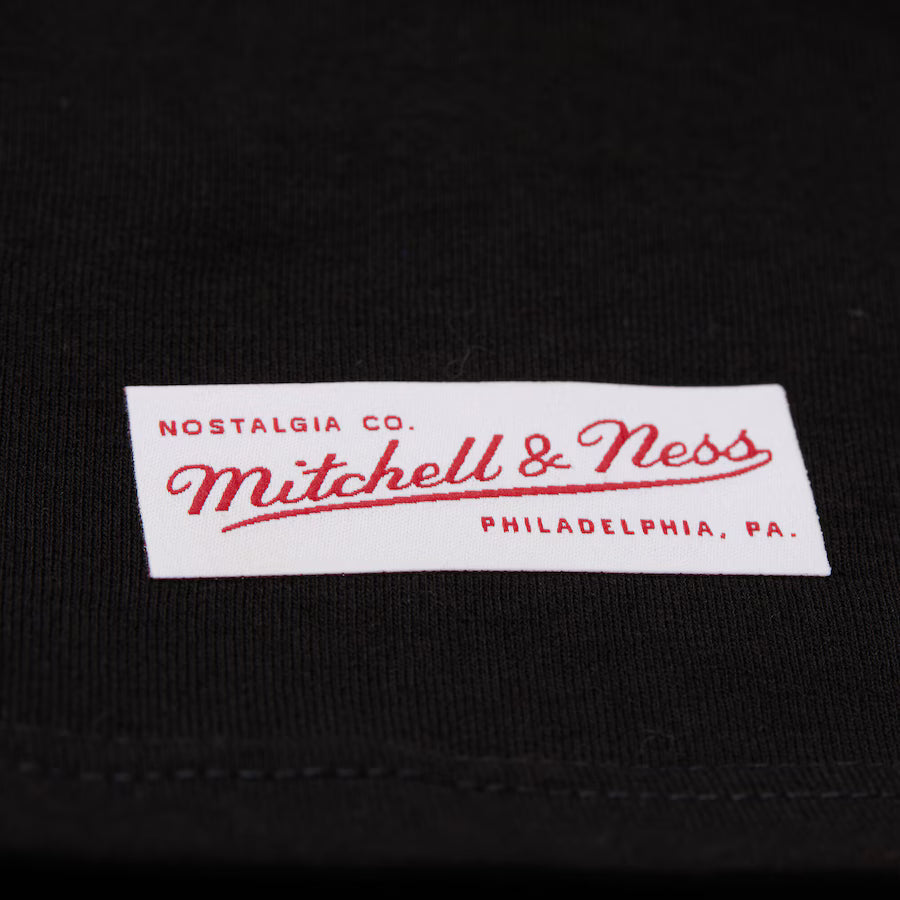 NOSTALGIA CO.
Mitchell & Ness
PHILADELPHIA, PA.